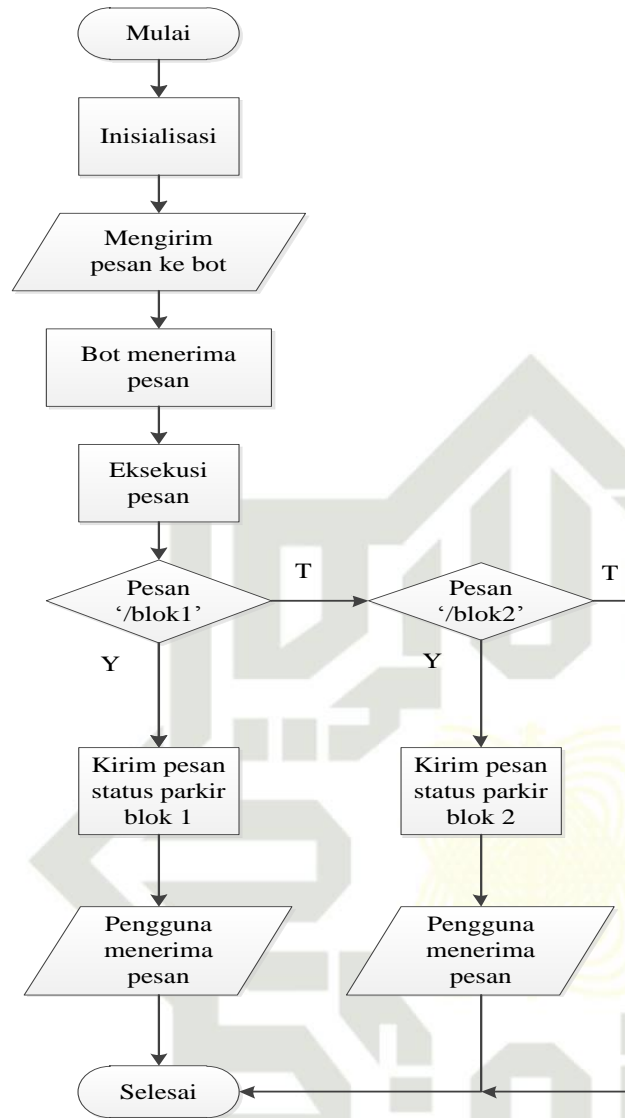 Mulai
Inisialisasi
Mengirim
pesan ke bot
Bot menerima
pesan
Eksekusi
pesan
Pesan
‘/blok1’
T
Y
Pesan
‘/blok2’
T
Y
Kirim pesan
status parkir
blok 1
Kirim pesan
status parkir
blok 2
Pengguna
menerima
pesan
Pengguna
menerima
pesan
Selesai